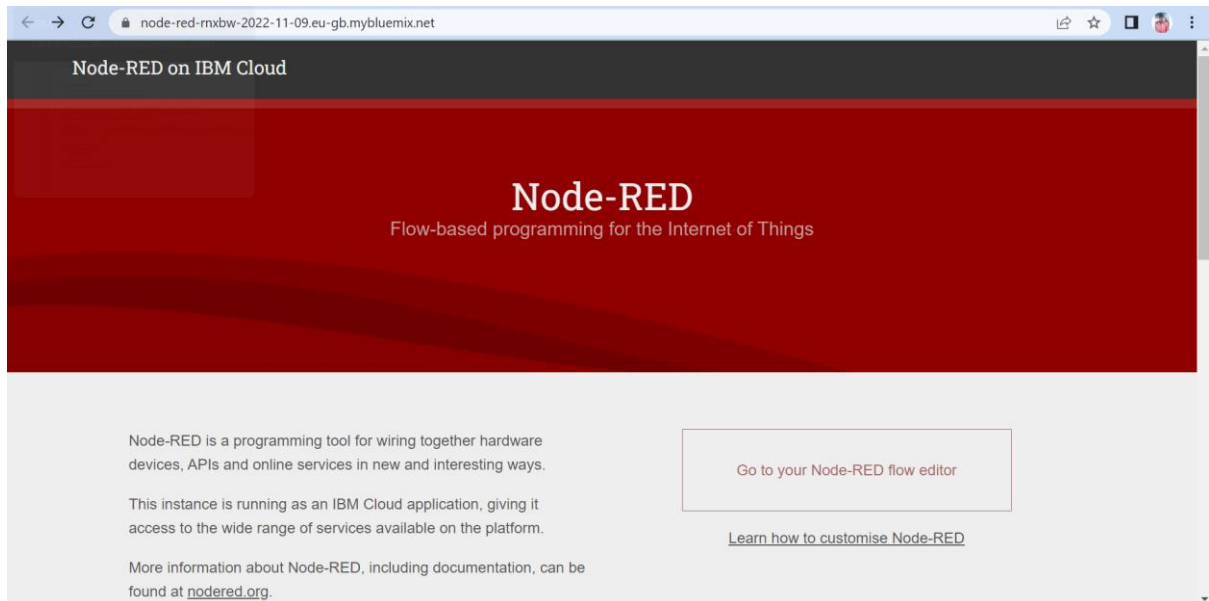 node-red-rnxbw-2022-11-09.eu-gb.mybluemix.net
Node-RED on IBM Cloud
Node-RED
Flow-based programming for the Internet of Things
Node-RED is a programming tool for wiring together hardware
devices, APIs and online services in new and interesting ways.
This instance is running as an IBM Cloud application, giving it
access to the wide range of services available on the platform.
More information about Node-RED, including documentation, can be
found at nodered.org.
Go to your Node-RED flow editor
Learn how to customise Node-RED